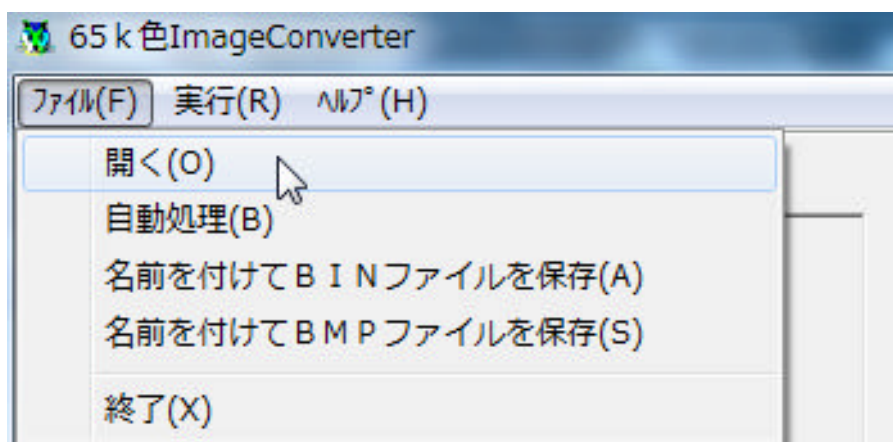 65ｋ色ImageConverter
ﾌｧｲﾙ(F) 実行(R) ﾍﾙﾌﾟ(H)
開く(O)
自動処理(B)
名前を付けてＢＩＮファイルを保存(A)
名前を付けてＢＭＰファイルを保存(S)
終了(X)